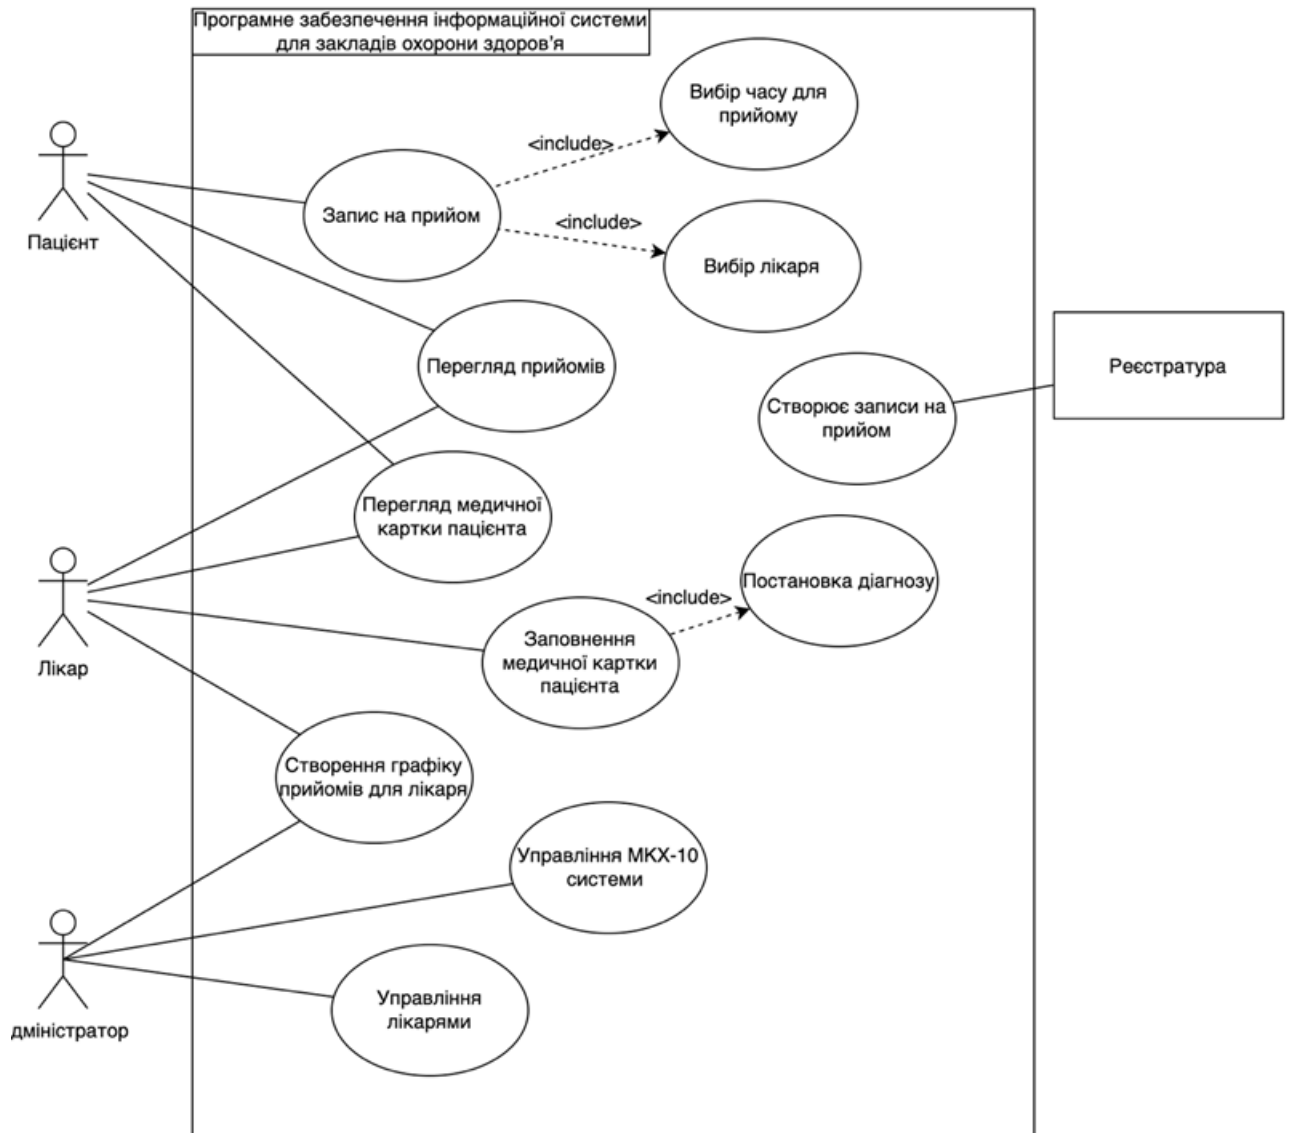 Програмне забезпечення інформаційної системи
для закладів охорони здоров'я
Вибір часу для
прийому
<include>
Запис на прийом
<include>
Вибір лікаря
Пацієнт
Перегляд прийомів
Створює записи на
прийом
Реєстратура
Перегляд медичної
картки пацієнта
Постановка діагнозу
<include>
Заповнення
медичної картки
пацієнта
Лікар
Створення графіку
прийомів для лікаря
Управління МКХ-10
системи
Управління
лікарями
дміністратор